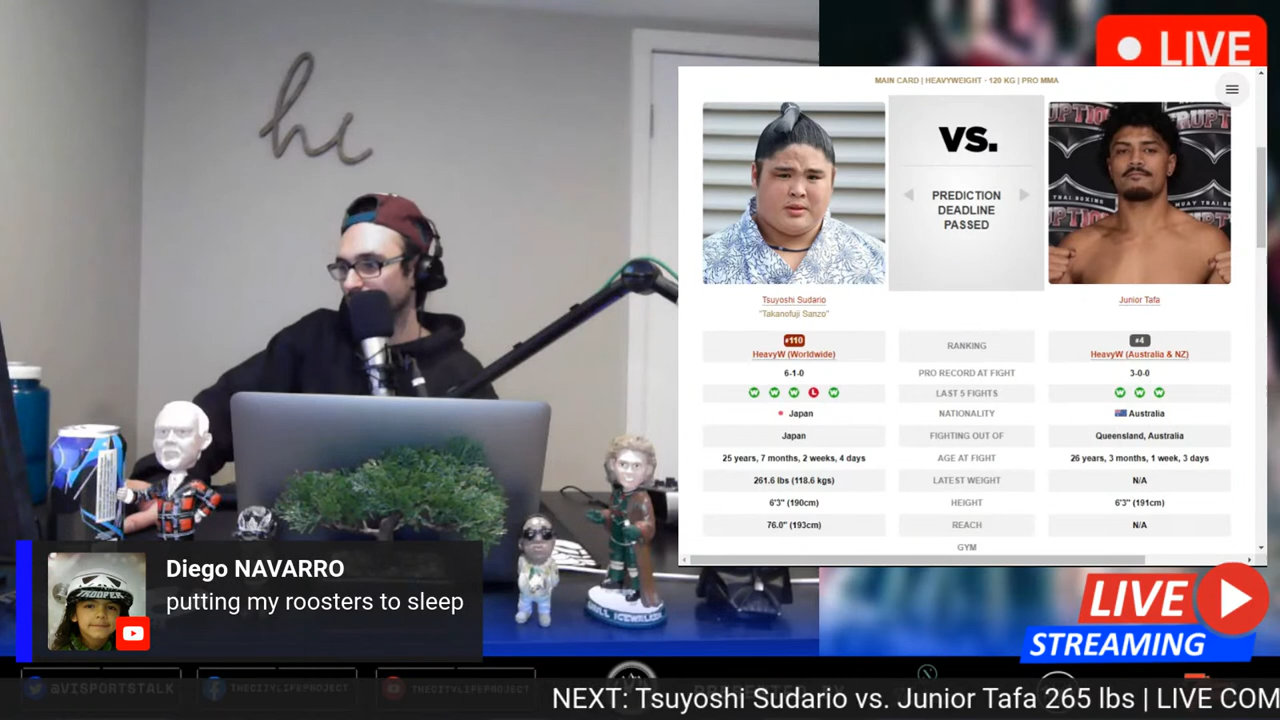 hi
LIVE
MAIN CARD | HEAVYWEIGHT · 120 KG | PRO MMA
VS.
PREDICTION
DEADLINE
PASSED
Tsuyoshi Sudario
"Takanofuji Sanzo"
Junior Tafa
#110
HeavyW (Worldwide)
RANKING
#4
HeavyW (Australia & NZ)
6-1-0
PRO RECORD AT FIGHT
3-0-0
W W W L W
LAST 5 FIGHTS
W W W
Japan
NATIONALITY
Australia
Japan
FIGHTING OUT OF
Queensland, Australia
25 years, 7 months, 2 weeks, 4 days
AGE AT FIGHT
26 years, 3 months, 1 week, 3 days
261.6 lbs (118.6 kgs)
LATEST WEIGHT
N/A
6'3" (190cm)
HEIGHT
6'3" (191cm)
76.0" (193cm)
REACH
N/A
GYM
TROOPER
Diego NAVARRO
putting my roosters to sleep
LIVE
STREAMING
@VISPORTSTALK
THECITYLIFEPROJECT
THECITYLIFEPROJECT
NEXT: Tsuyoshi Sudario vs. Junior Tafa 265 lbs | LIVE COM